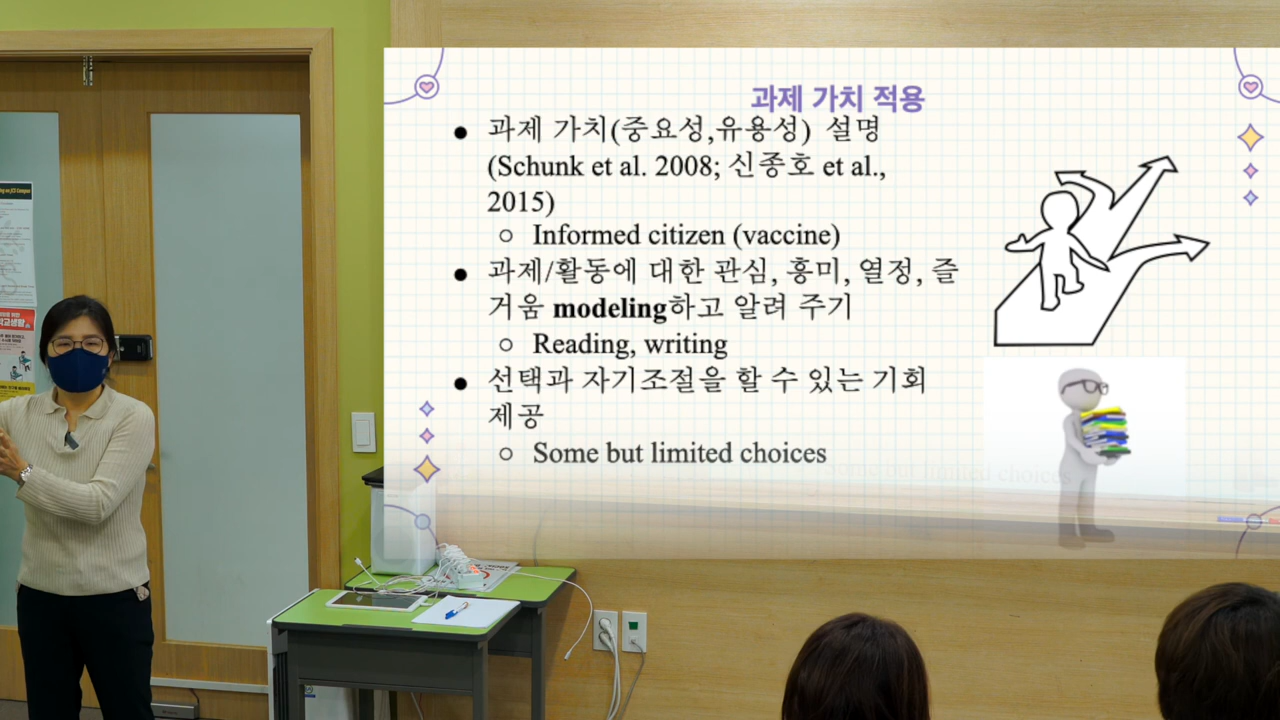 과제 가치 적용
● 과제 가치(중요성,유용성) 설명
(Schunk et al. 2008; 신종호 et al.,
2015)
○ Informed citizen (vaccine)
● 과제/활동에 대한 관심, 흥미, 열정, 즐
거움 modeling하고 알려 주기
○ Reading, writing
● 선택과 자기조절을 할 수 있는 기회
제공
○ Some but limited choices